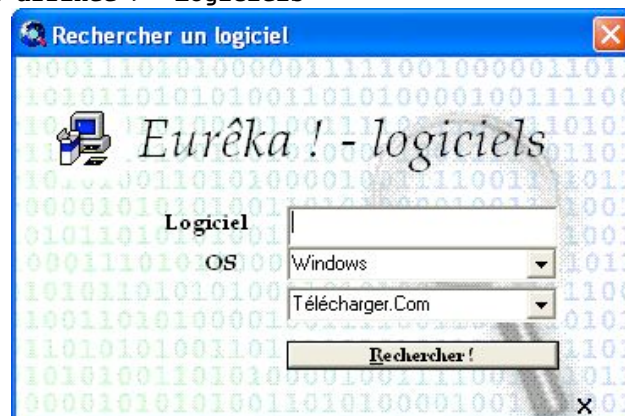 Rechercher un logiciel
Eurêka ! - logiciels
Logiciel
OS
Windows
Télécharger.Com
Rechercher !
X